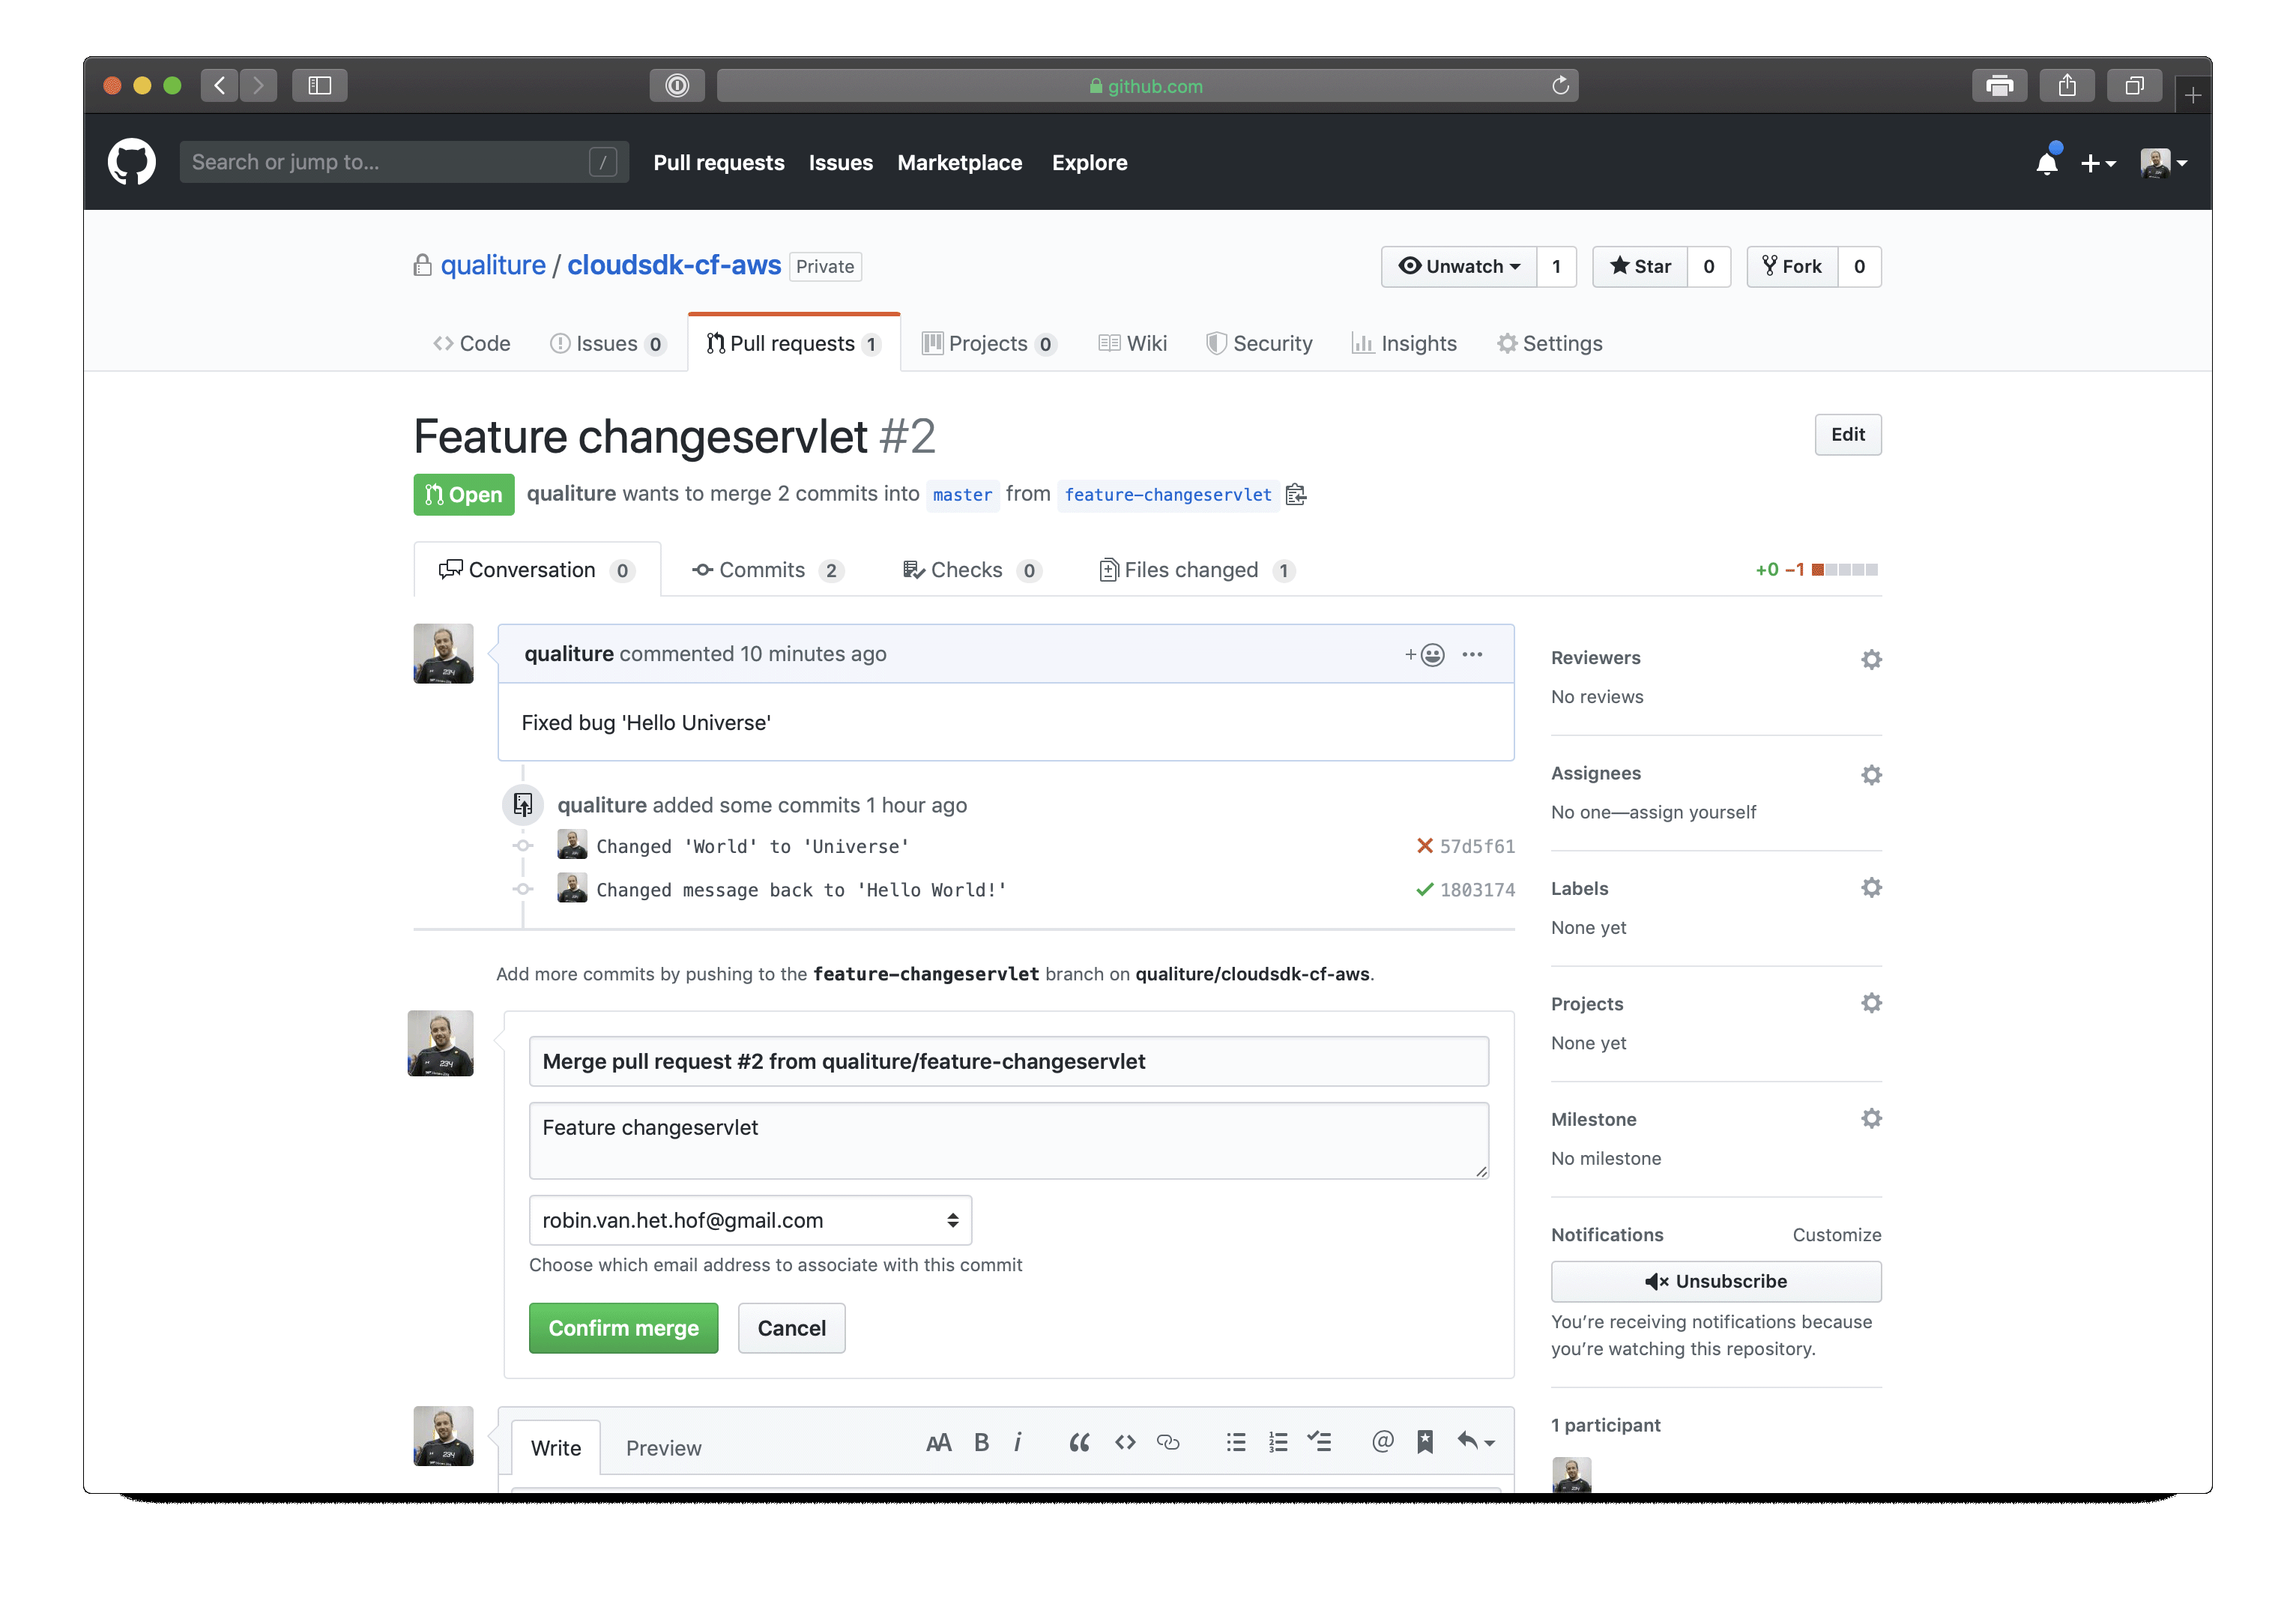 github.com
Search or jump to... /
Pull requests Issues Marketplace Explore
qualiture / cloudsdk-cf-aws Private
Unwatch 1 Star 0 Fork 0
Code Issues 0 Pull requests 1 Projects 0 Wiki Security Insights Settings
Feature changeservlet #2
Edit
Open qualiture wants to merge 2 commits into master from feature-changeservlet
Conversation 0 Commits 2 Checks 0 Files changed 1
+0 −1
qualiture commented 10 minutes ago
Fixed bug 'Hello Universe'
qualiture added some commits 1 hour ago
Changed 'World' to 'Universe' 57d5f61
Changed message back to 'Hello World!' 1803174
Add more commits by pushing to the feature-changeservlet branch on qualiture/cloudsdk-cf-aws.
Merge pull request #2 from qualiture/feature-changeservlet
Feature changeservlet
robin.van.het.hof@gmail.com
Choose which email address to associate with this commit
Confirm merge Cancel
Write Preview
AA B i
Reviewers
No reviews
Assignees
No one—assign yourself
Labels
None yet
Projects
None yet
Milestone
No milestone
Notifications Customize
Unsubscribe
You’re receiving notifications because
you’re watching this repository.
1 participant